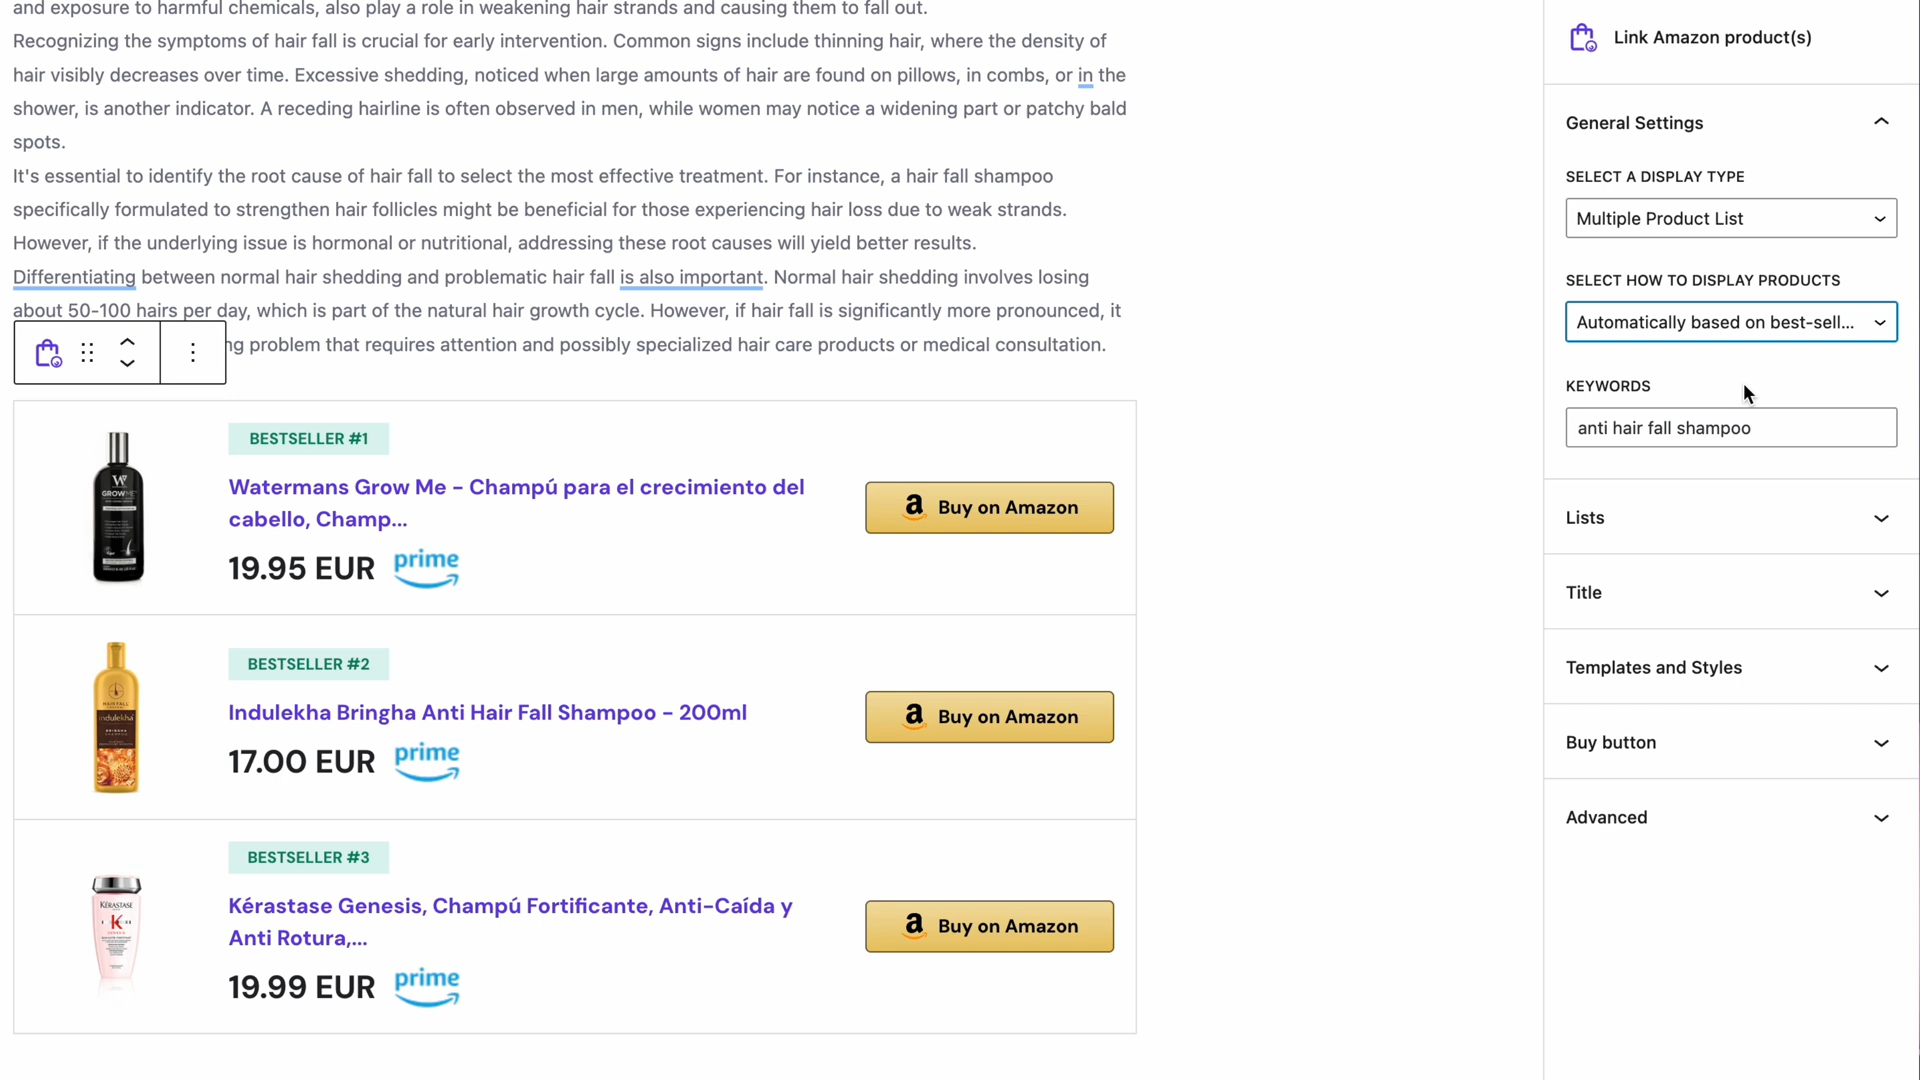 and exposure to harmful chemicals, also play a role in weakening hair strands and causing them to fall out.
Recognizing the symptoms of hair fall is crucial for early intervention. Common signs include thinning hair, where the density of
hair visibly decreases over time. Excessive shedding, noticed when large amounts of hair are found on pillows, in combs, or in the
shower, is another indicator. A receding hairline is often observed in men, while women may notice a widening part or patchy bald
spots.
It's essential to identify the root cause of hair fall to select the most effective treatment. For instance, a hair fall shampoo
specifically formulated to strengthen hair follicles might be beneficial for those experiencing hair loss due to weak strands.
However, if the underlying issue is hormonal or nutritional, addressing these root causes will yield better results.
Differentiating between normal hair shedding and problematic hair fall is also important. Normal hair shedding involves losing
about 50-100 hairs per day, which is part of the natural hair growth cycle. However, if hair fall is significantly more pronounced, it
ng problem that requires attention and possibly specialized hair care products or medical consultation.
BESTSELLER #1
Watermans Grow Me – Champú para el crecimiento del
cabello, Champ...
19.95 EUR prime
a Buy on Amazon
W
GROWME
BESTSELLER #2
Indulekha Bringha Anti Hair Fall Shampoo – 200ml
17.00 EUR prime
a Buy on Amazon
indulekha
BESTSELLER #3
Kérastase Genesis, Champú Fortificante, Anti-Caída y
Anti Rotura,...
19.99 EUR prime
a Buy on Amazon
KÉRASTASE
K
Link Amazon product(s)
General Settings
SELECT A DISPLAY TYPE
Multiple Product List
SELECT HOW TO DISPLAY PRODUCTS
Automatically based on best-sell...
KEYWORDS
anti hair fall shampoo
Lists
Title
Templates and Styles
Buy button
Advanced